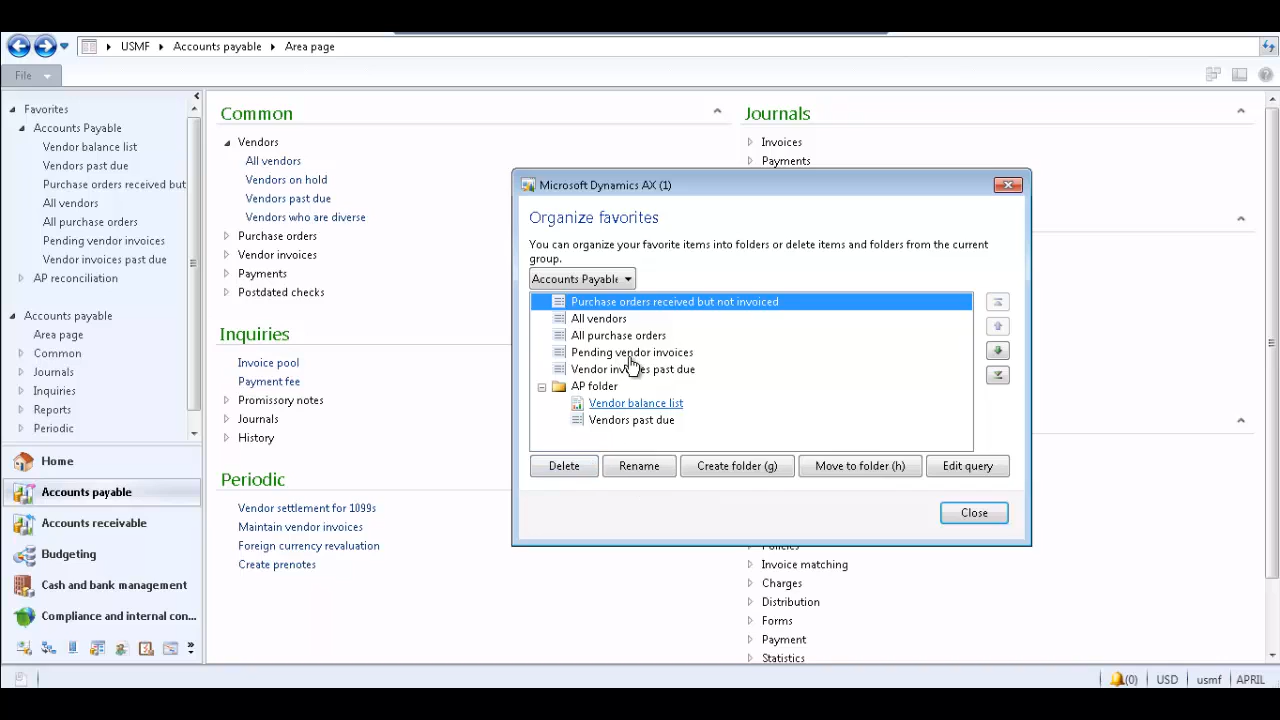 USMF
Accounts payable
Area page
File
Favorites
Accounts Payable
Vendor balance list
Vendors past due
Purchase orders received but
All vendors
All purchase orders
Pending vendor invoices
Vendor invoices past due
AP reconciliation
Accounts payable
Area page
Common
Journals
Inquiries
Reports
Periodic
Home
Accounts payable
Accounts receivable
Budgeting
Cash and bank management
Compliance and internal con...
Common
Vendors
All vendors
Vendors on hold
Vendors past due
Vendors who are diverse
Purchase orders
Vendor invoices
Payments
Postdated checks
Inquiries
Invoice pool
Payment fee
Promissory notes
Journals
History
Periodic
Vendor settlement for 1099s
Maintain vendor invoices
Foreign currency revaluation
Create prenotes
Journals
Invoices
Payments
Microsoft Dynamics AX (1)
Organize favorites
You can organize your favorite items into folders or delete items and folders from the current
group.
Accounts Payable
Purchase orders received but not invoiced
All vendors
All purchase orders
Pending vendor invoices
Vendor invoices past due
AP folder
Vendor balance list
Vendors past due
Delete
Rename
Create folder (g)
Move to folder (h)
Edit query
Close
Policies
Invoice matching
Charges
Distribution
Forms
Payment
Statistics
(0)
USD
usmf
APRIL